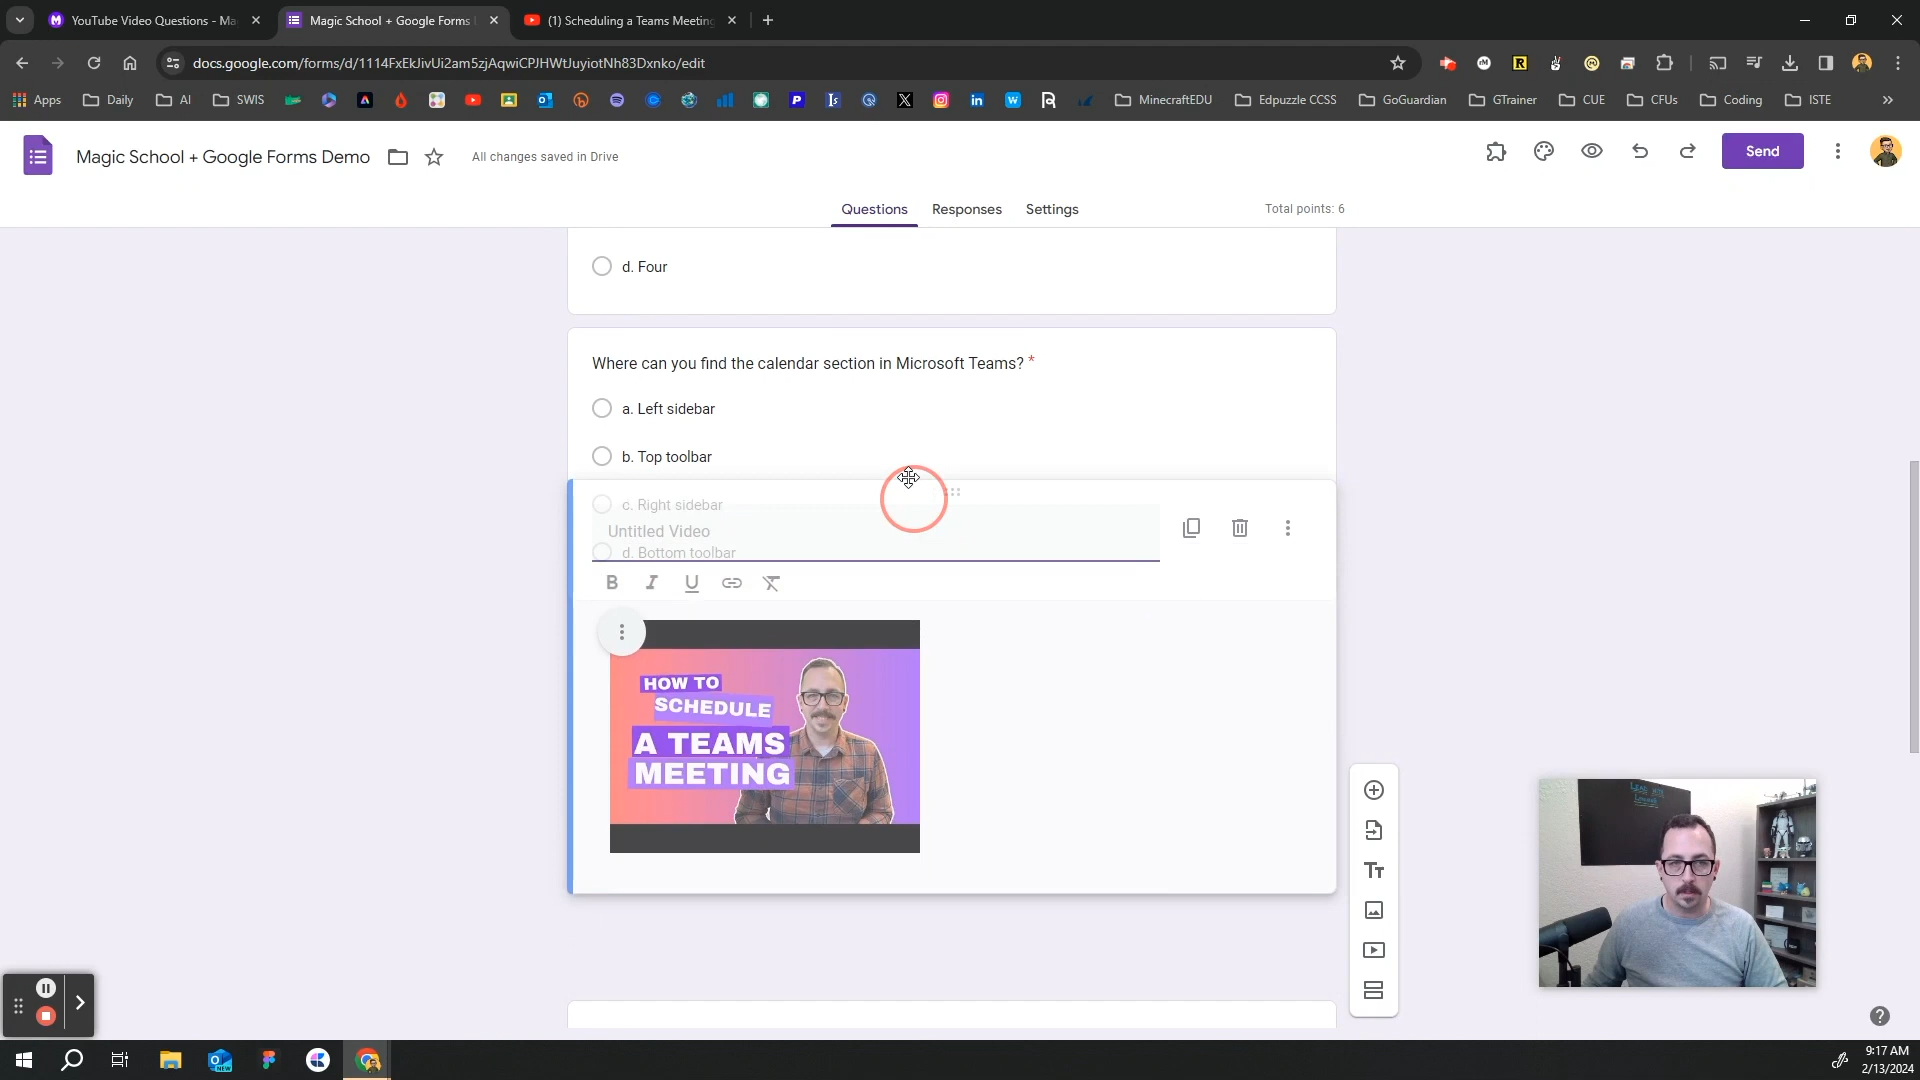 YouTube Video Questions - Ma
Magic School + Google Forms
(1) Scheduling a Teams Meeting
docs.google.com/forms/d/1114FxEkJivUi2am5zjAqwiCPJHWtJuyiotNh83Dxnko/edit
Apps Daily AI SWIS MinecraftEDU Edpuzzle CCSS GoGuardian GTrainer CUE CFUs Coding ISTE
Magic School + Google Forms Demo
All changes saved in Drive
Send
Questions Responses Settings
Total points: 6
d. Four
Where can you find the calendar section in Microsoft Teams? *
a. Left sidebar
b. Top toolbar
c. Right sidebar
Untitled Video
d. Bottom toolbar
HOW TO
SCHEDULE
A TEAMS
MEETING
9:17 AM
2/13/2024